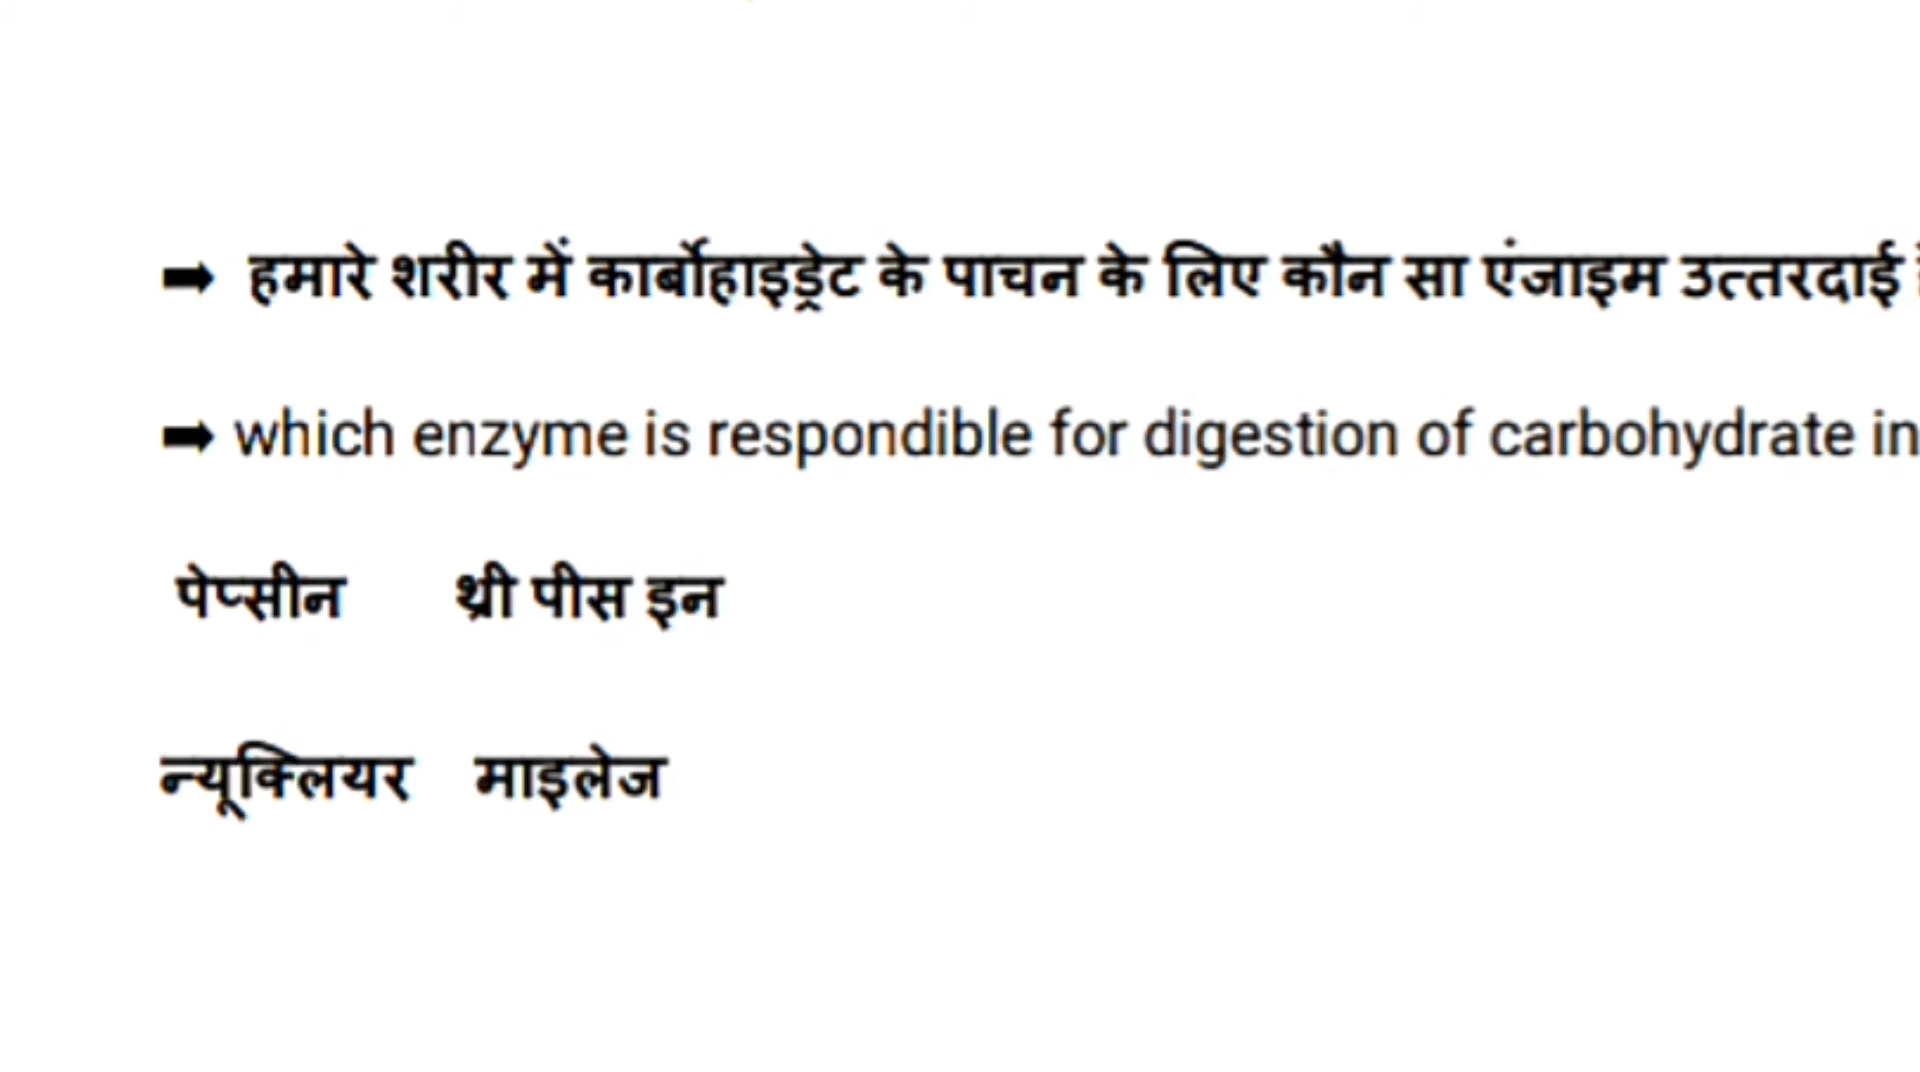 ➡ हमारे शरीर में कार्बोहाइड्रेट के पाचन के लिए कौन सा एंजाइम उत्तरदाई
➡ which enzyme is respondible for digestion of carbohydrate in
पेप्सीन थ्री पीस इन
न्यूक्लियर माइलेज